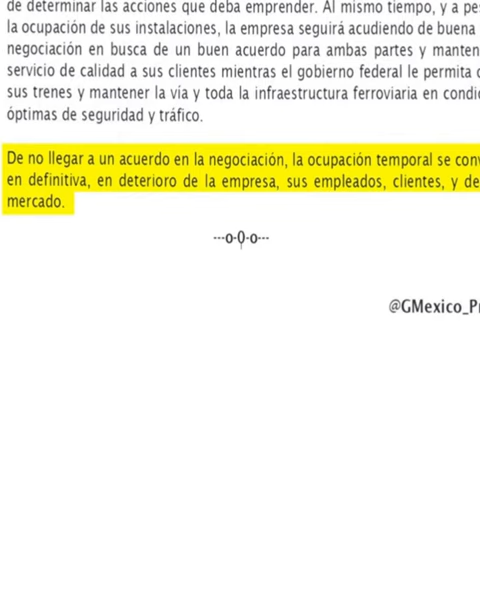 de determinar las acciones que deba emprender. Al mismo tiempo, y a pe
la ocupación de sus instalaciones, la empresa seguirá acudiendo de buena
negociación en busca de un buen acuerdo para ambas partes y manten
servicio de calidad a sus clientes mientras el gobierno federal le permita
sus trenes y mantener la vía y toda la infraestructura ferroviaria en condi
óptimas de seguridad y tráfico.
De no llegar a un acuerdo en la negociación, la ocupación temporal se conv
en definitiva, en deterioro de la empresa, sus empleados, clientes, y de
mercado.
---o-0-o---
@GMexico_P